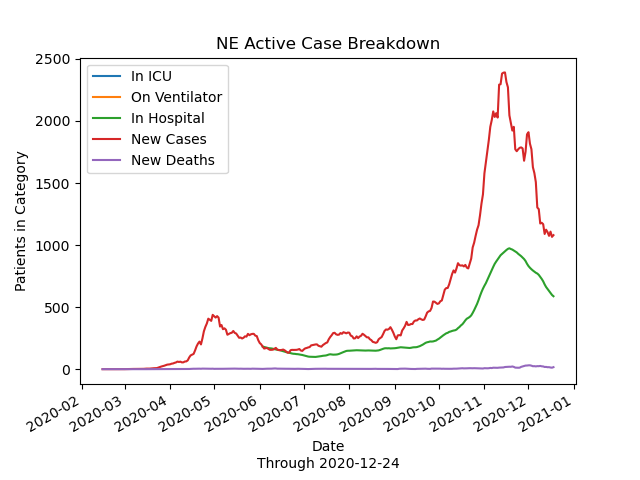 NE Active Case Breakdown
In ICU
On Ventilator
In Hospital
New Cases
New Deaths
Patients in Category
2500
2000
1500
1000
500
0
2020-02
2020-03
2020-04
2020-05
2020-06
2020-07
2020-08
2020-09
2020-10
2020-11
2020-12
2021-01
Date
Through 2020-12-24